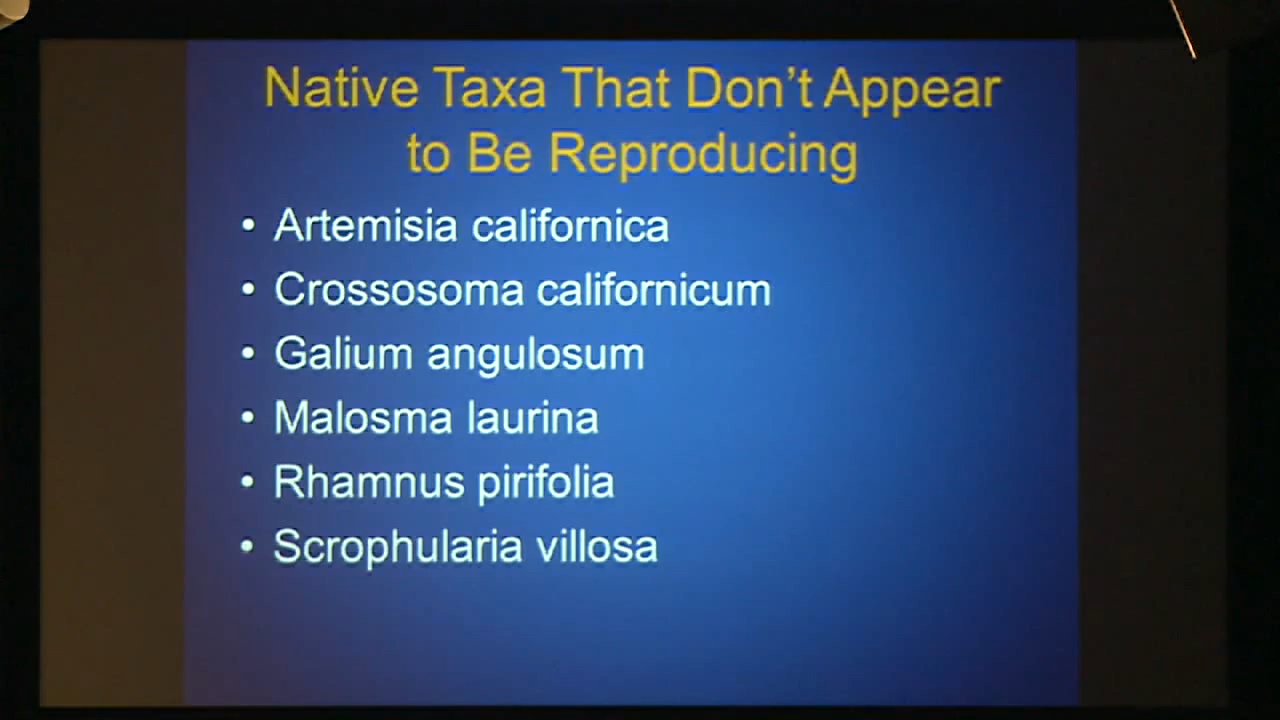 Native Taxa That Don't Appear
to Be Reproducing
• Artemisia californica
• Crossosoma californicum
• Galium angulosum
• Malosma laurina
• Rhamnus pirifolia
• Scrophularia villosa